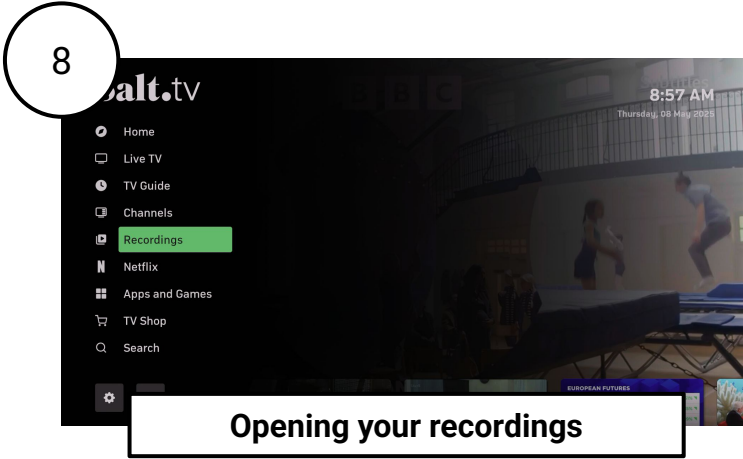 8
alt.tv
8:57 AM
Thursday, 08 May 2025
Home
Live TV
TV Guide
Channels
Recordings
N Netflix
Apps and Games
TV Shop
Search
BBC
EUROPEAN FUTURES
Opening your recordings